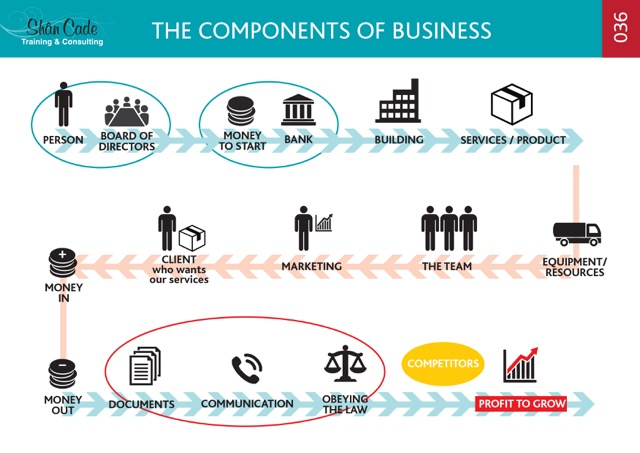 Shân Cade
Training & Consulting
THE COMPONENTS OF BUSINESS
036
PERSON
BOARD OF
DIRECTORS
MONEY
TO START
BANK
BUILDING
SERVICES / PRODUCT
EQUIPMENT/
RESOURCES
THE TEAM
MARKETING
CLIENT
who wants
our services
+
MONEY
IN
–
MONEY
OUT
DOCUMENTS
COMMUNICATION
OBEYING
THE LAW
COMPETITORS
PROFIT TO GROW